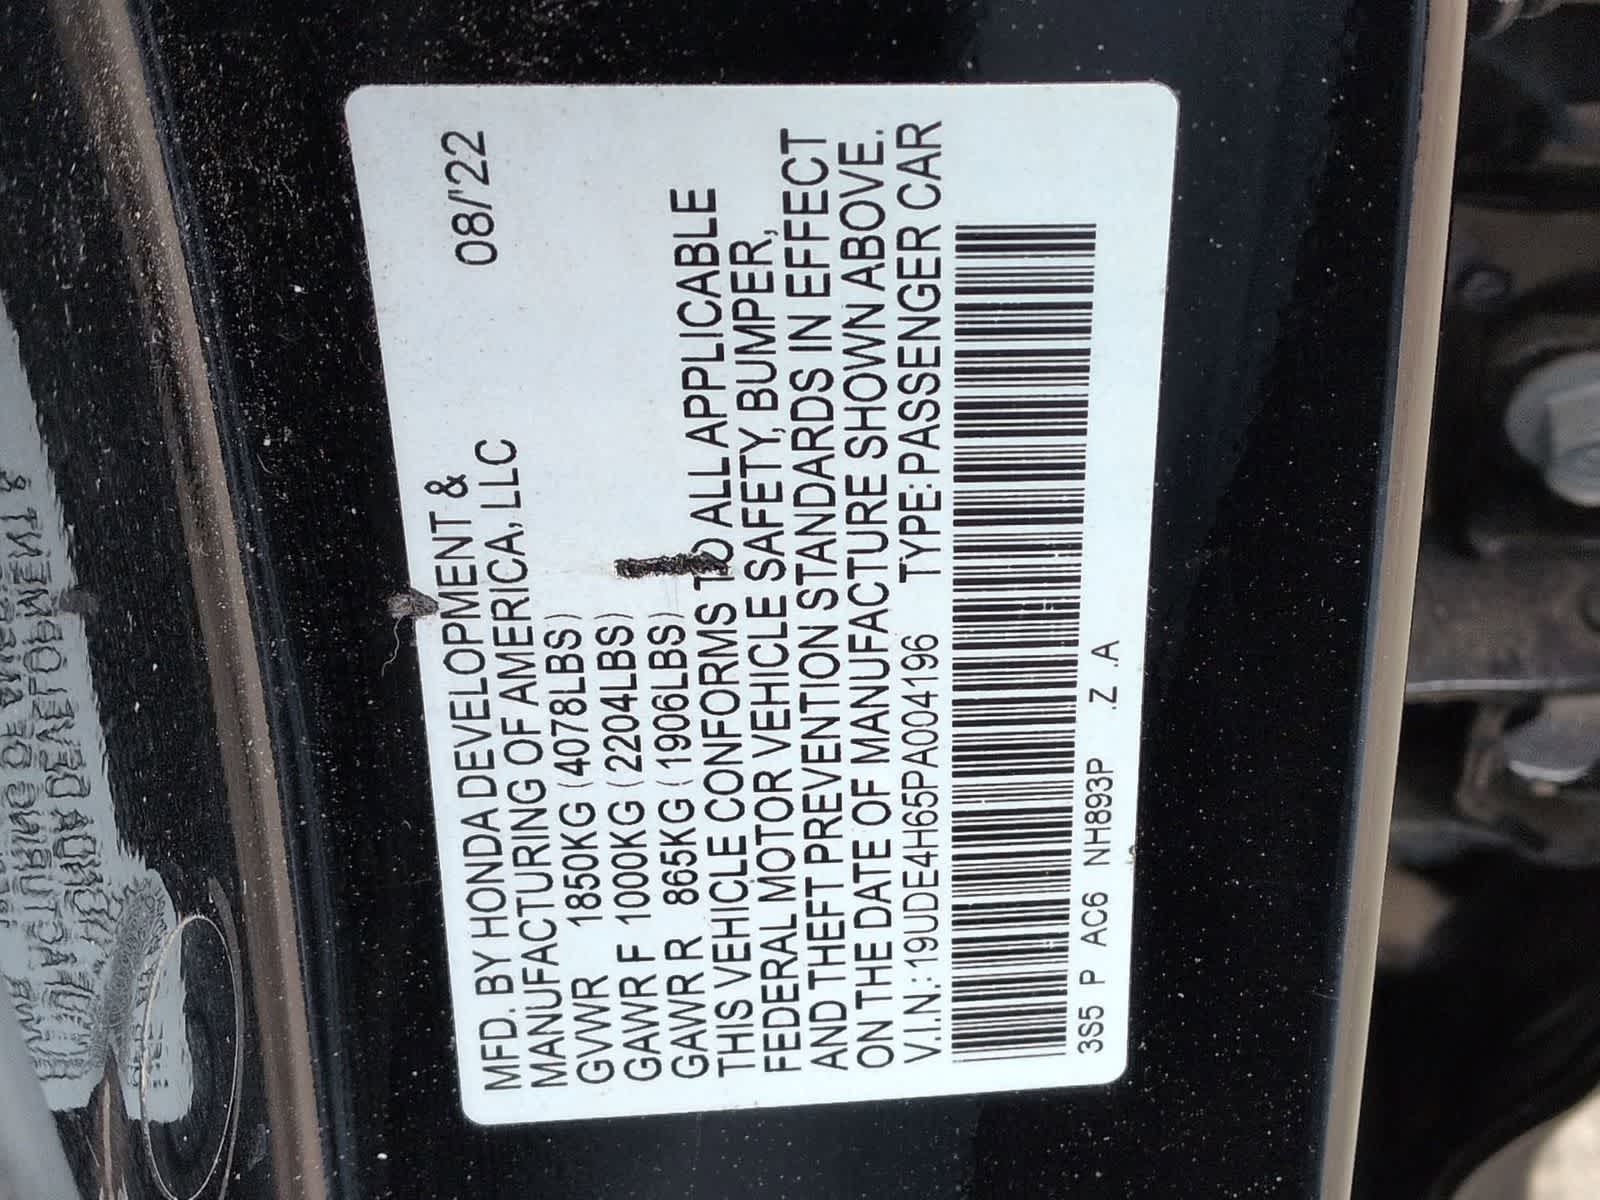 MFD. BY HONDA DEVELOPMENT & 08/'22
MANUFACTURING OF AMERICA, LLC
GVWR 1850KG (4078LBS)
GAWR F 1000KG (2204LBS)
GAWR R 865KG (1906LBS)
THIS VEHICLE CONFORMS TO ALL APPLICABLE
FEDERAL MOTOR VEHICLE SAFETY, BUMPER,
AND THEFT PREVENTION STANDARDS IN EFFECT
ON THE DATE OF MANUFACTURE SHOWN ABOVE.
V.I.N.: 19UDE4H65PA004196 TYPE: PASSENGER CAR
3S5 P AC6 NH893P .Z .A